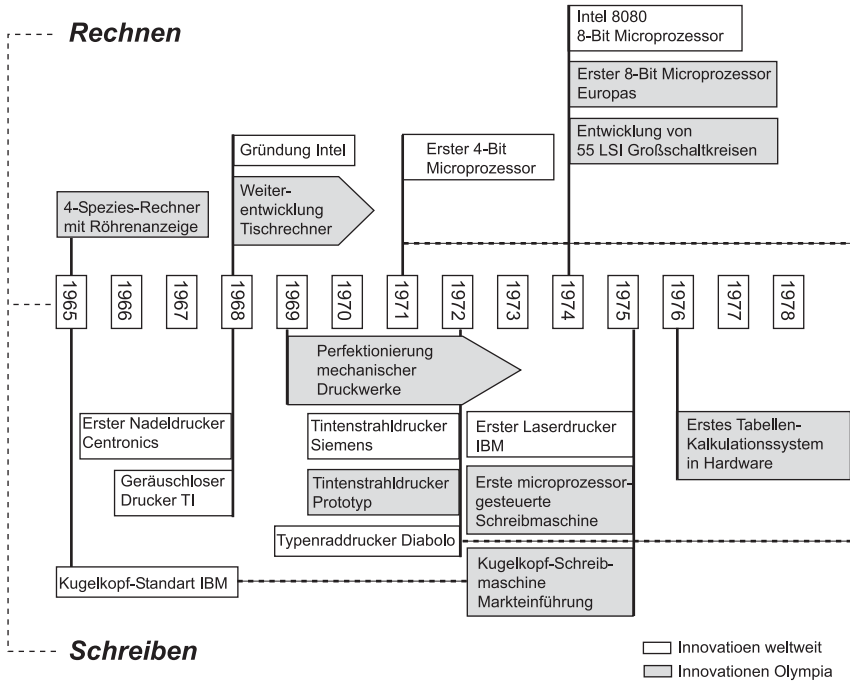 Rechnen
Intel 8080
8-Bit Microprozessor
Erster 8-Bit Microprozessor
Europas
Entwicklung von
55 LSI Großschaltkreisen
Gründung Intel
Erster 4-Bit
Microprozessor
4-Spezies-Rechner
mit Röhrenanzeige
Weiter-
entwicklung
Tischrechner
1965
1966
1967
1968
1969
1970
1971
1972
1973
1974
1975
1976
1977
1978
Perfektionierung
mechanischer
Druckwerke
Erster Nadeldrucker
Centronics
Tintenstrahldrucker
Siemens
Erster Laserdrucker
IBM
Erstes Tabellen-
Kalkulationssystem
in Hardware
Geräuschloser
Drucker TI
Tintenstrahldrucker
Prototyp
Erste microprozessor-
gesteuerte
Schreibmaschine
Typenraddrucker Diabolo
Kugelkopf-Standart IBM
Kugelkopf-Schreib-
maschine
Markteinführung
Schreiben
Innovatioen weltweit
Innovationen Olympia